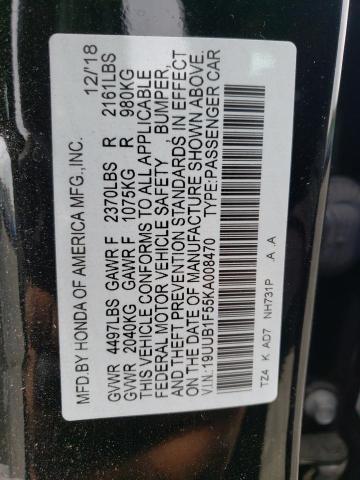 MFD.BY HONDA OF AMERICA MFG.,INC. 12/'18
GVWR 4497LBS GAWR F 2370LBS R 2161LBS
GVWR 2040KG GAWR F 1075KG R 980KG
THIS VEHICLE CONFORMS TO ALL APPLICABLE
FEDERAL MOTOR VEHICLE SAFETY, BUMPER,
AND THEFT PREVENTION STANDARDS IN EFFECT
ON THE DATE OF MANUFACTURE SHOWN ABOVE.
V.I.N.:19UUB1F55KA008470 TYPE:PASSENGER CAR
TZ4 K AD7 NH731P A .A